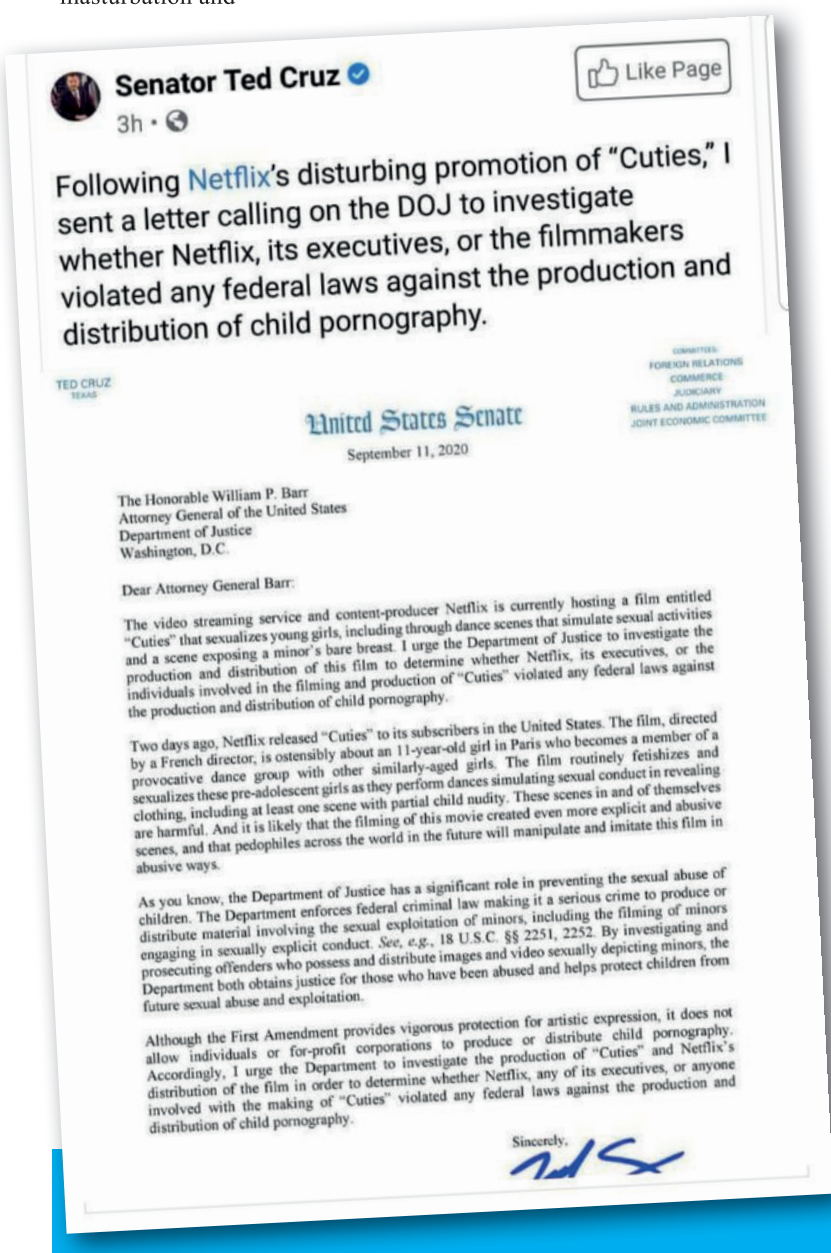 masturbation and
Senator Ted Cruz
Like Page
3h •
Following Netflix's disturbing promotion of “Cuties,” I
sent a letter calling on the DOJ to investigate
whether Netflix, its executives, or the filmmakers
violated any federal laws against the production and
distribution of child pornography.
TED CRUZ
TEXAS
COMMITTEES:
FOREIGN RELATIONS
COMMERCE
JUDICIARY
RULES AND ADMINISTRATION
JOINT ECONOMIC COMMITTEE
United States Senate
September 11, 2020
The Honorable William P. Barr
Attorney General of the United States
Department of Justice
Washington, D.C.
Dear Attorney General Barr:
The video streaming service and content-producer Netflix is currently hosting a film entitled
“Cuties” that sexualizes young girls, including through dance scenes that simulate sexual activities
and a scene exposing a minor's bare breast. I urge the Department of Justice to investigate the
production and distribution of this film to determine whether Netflix, its executives, or the
individuals involved in the filming and production of “Cuties” violated any federal laws against
the production and distribution of child pornography.
Two days ago, Netflix released “Cuties” to its subscribers in the United States. The film, directed
by a French director, is ostensibly about an 11-year-old girl in Paris who becomes a member of a
provocative dance group with other similarly-aged girls. The film routinely fetishizes and
sexualizes these pre-adolescent girls as they perform dances simulating sexual conduct in revealing
clothing, including at least one scene with partial child nudity. These scenes in and of themselves
are harmful. And it is likely that the filming of this movie created even more explicit and abusive
scenes, and that pedophiles across the world in the future will manipulate and imitate this film in
abusive ways.
As you know, the Department of Justice has a significant role in preventing the sexual abuse of
children. The Department enforces federal criminal law making it a serious crime to produce or
distribute material involving the sexual exploitation of minors, including the filming of minors
engaging in sexually explicit conduct. See, e.g., 18 U.S.C. §§ 2251, 2252. By investigating and
prosecuting offenders who possess and distribute images and video sexually depicting minors, the
Department both obtains justice for those who have been abused and helps protect children from
future sexual abuse and exploitation.
Although the First Amendment provides vigorous protection for artistic expression, it does not
allow individuals or for-profit corporations to produce or distribute child pornography.
Accordingly, I urge the Department to investigate the production of “Cuties” and Netflix's
distribution of the film in order to determine whether Netflix, any of its executives, or anyone
involved with the making of “Cuties” violated any federal laws against the production and
distribution of child pornography.
Sincerely,